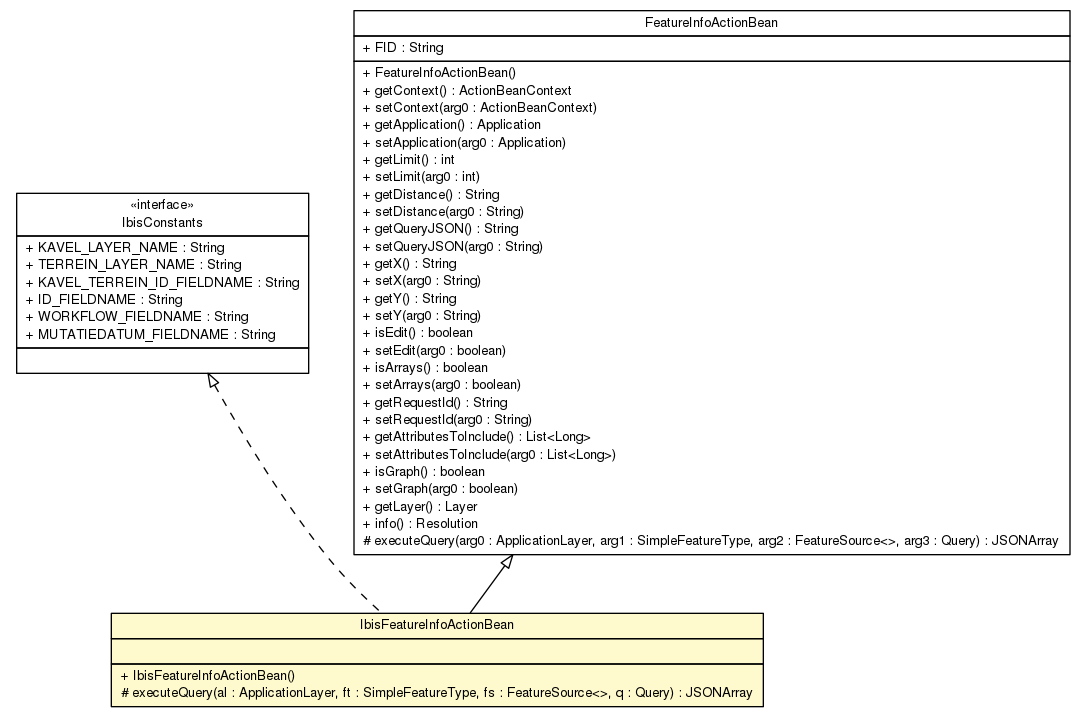 FeatureInfoActionBean
+ FID : String
+ FeatureInfoActionBean()
+ getContext() : ActionBeanContext
+ setContext(arg0 : ActionBeanContext)
+ getApplication() : Application
+ setApplication(arg0 : Application)
+ getLimit() : int
+ setLimit(arg0 : int)
+ getDistance() : String
+ setDistance(arg0 : String)
+ getQueryJSON() : String
+ setQueryJSON(arg0 : String)
+ getX() : String
+ setX(arg0 : String)
+ getY() : String
+ setY(arg0 : String)
+ isEdit() : boolean
+ setEdit(arg0 : boolean)
+ isArrays() : boolean
+ setArrays(arg0 : boolean)
+ getRequestId() : String
+ setRequestId(arg0 : String)
+ getAttributesToInclude() : List<Long>
+ setAttributesToInclude(arg0 : List<Long>)
+ isGraph() : boolean
+ setGraph(arg0 : boolean)
+ getLayer() : Layer
+ info() : Resolution
# executeQuery(arg0 : ApplicationLayer, arg1 : SimpleFeatureType, arg2 : FeatureSource<>, arg3 : Query) : JSONArray
«interface»
IbisConstants
+ KAVEL_LAYER_NAME : String
+ TERREIN_LAYER_NAME : String
+ KAVEL_TERREIN_ID_FIELDNAME : String
+ ID_FIELDNAME : String
+ WORKFLOW_FIELDNAME : String
+ MUTATIEDATUM_FIELDNAME : String
IbisFeatureInfoActionBean
+ IbisFeatureInfoActionBean()
# executeQuery(al : ApplicationLayer, ft : SimpleFeatureType, fs : FeatureSource<>, q : Query) : JSONArray